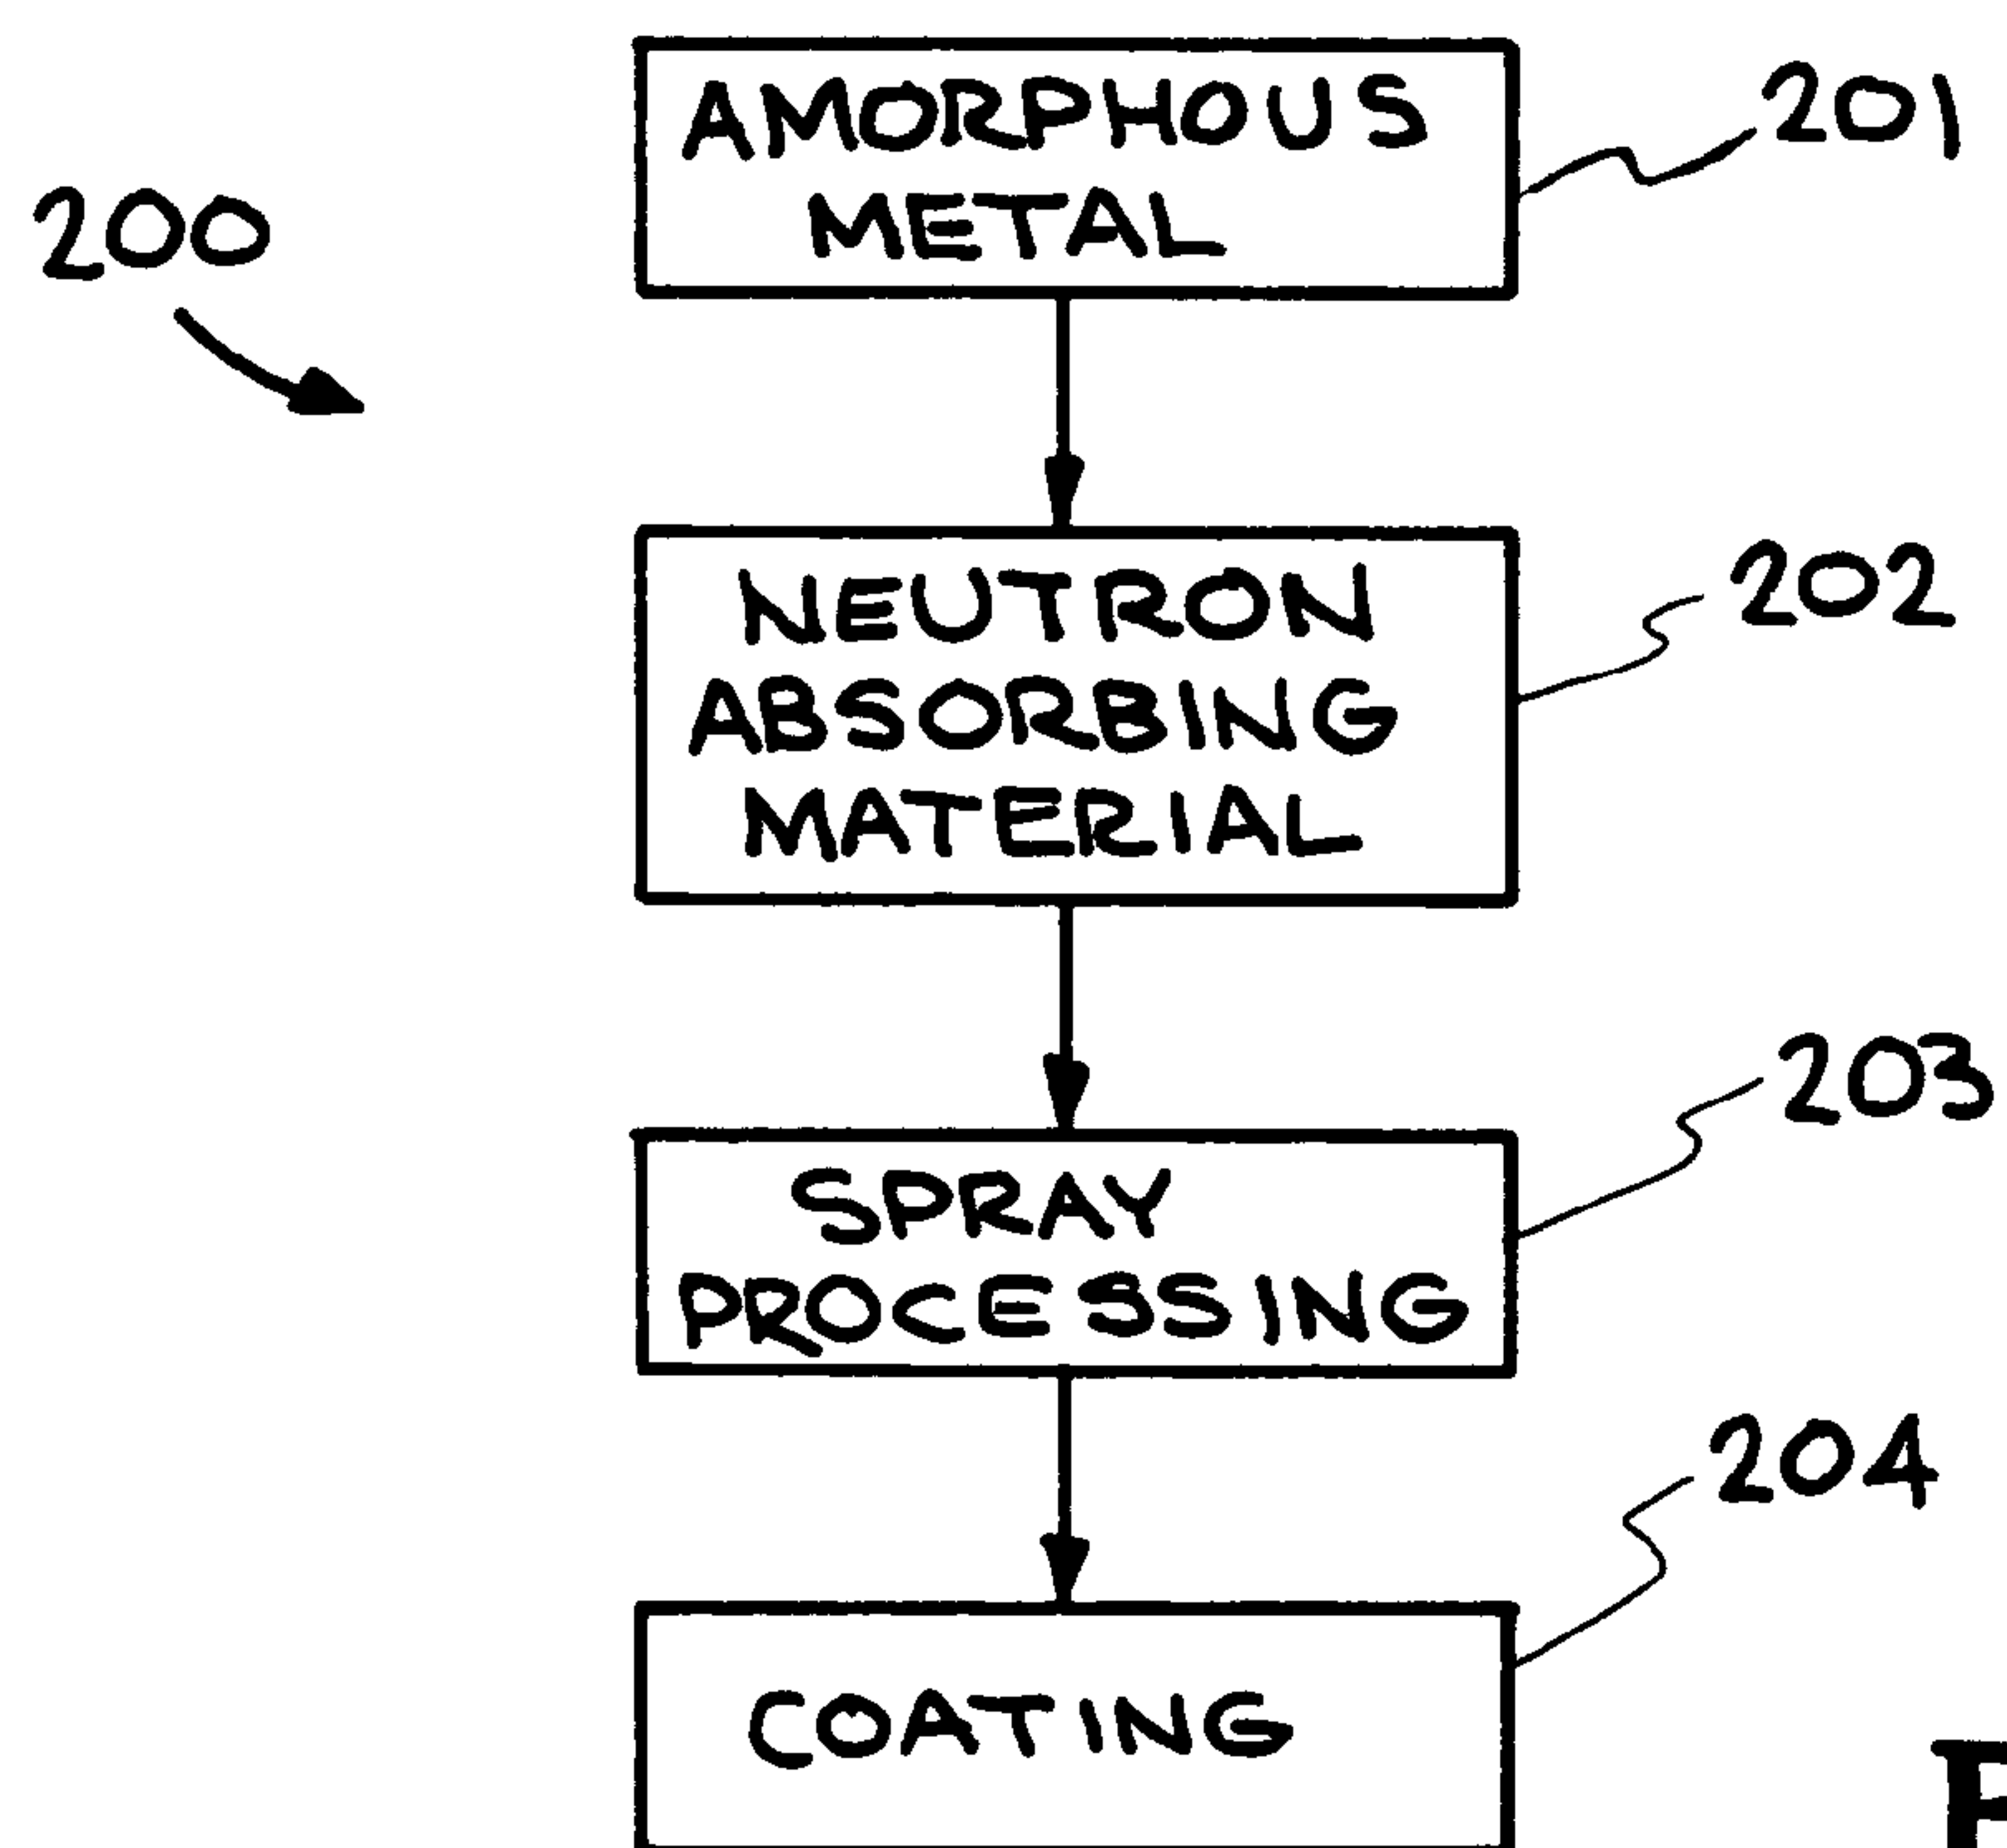 200
AMORPHOUS
METAL
201
NEUTRON
ABSORBING
MATERIAL
202
SPRAY
PROCESSING
203
COATING
204